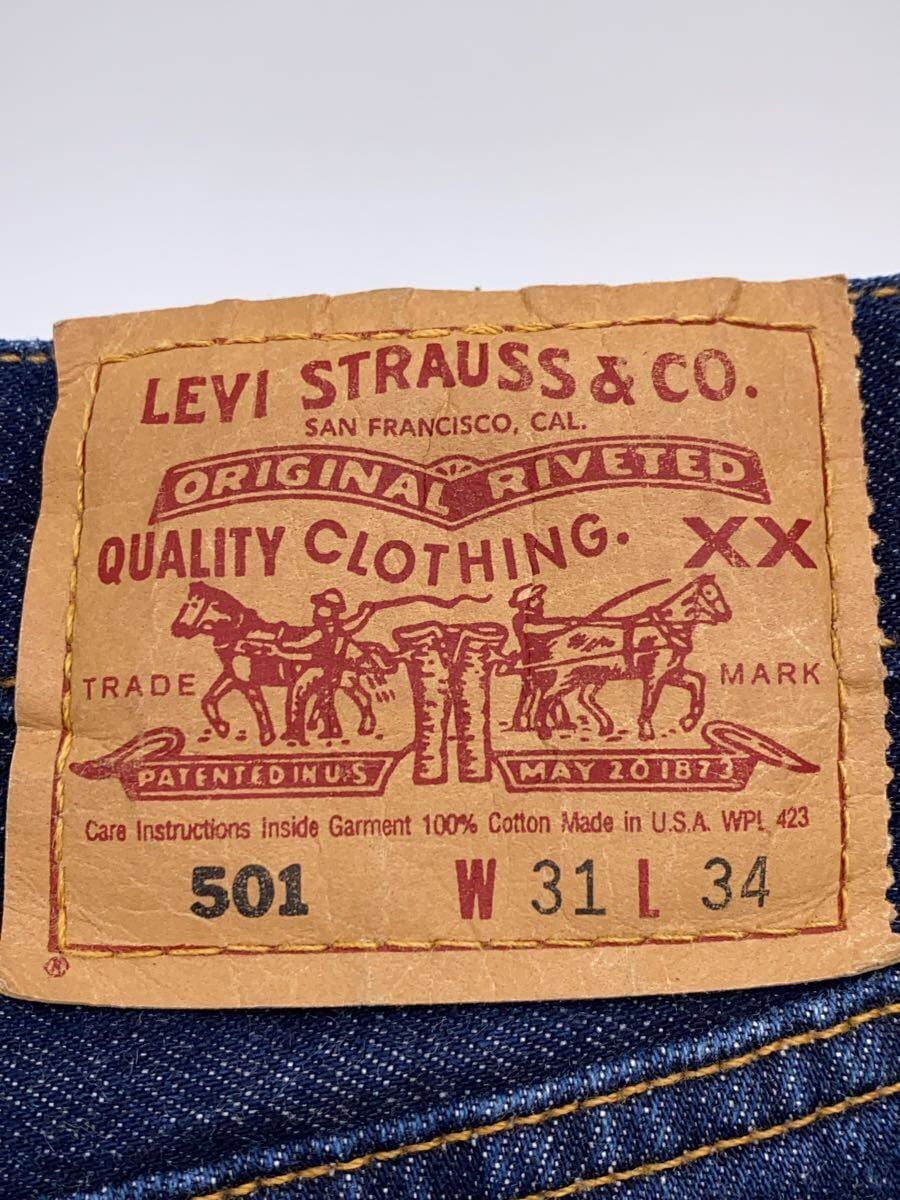 LEVI STRAUSS & CO.
SAN FRANCISCO, CAL.
ORIGINAL RIVETED
QUALITY CLOTHING. XX
TRADE MARK
PATENTED IN U.S MAY 20 1873
Care Instructions Inside Garment 100% Cotton Made in U.S.A. WPL 423
501 W 31 L 34